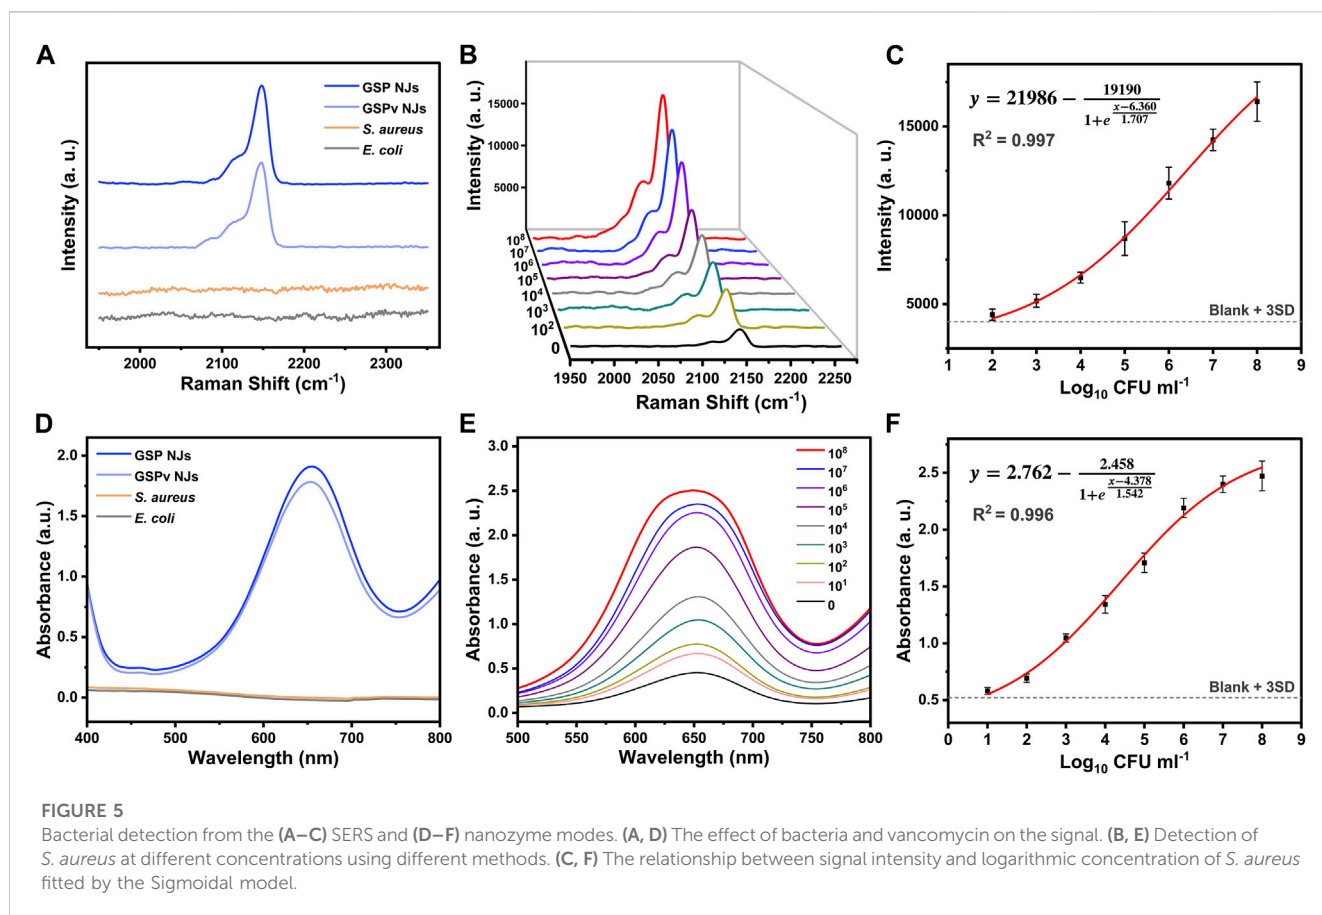 A
GSP NJs
GSPv NJs
S. aureus
E. coli
Intensity (a. u.)
2000 2100 2200 2300
Raman Shift (cm⁻¹)
B
Intensity (a. u.)
15000
10000
5000
10⁸
10⁷
10⁶
10⁵
10⁴
10³
10²
0
1950 2000 2050 2100 2150 2200 2250
Raman Shift (cm⁻¹)
C
y = 21986 − 19190 / (1+e^((x−6.360)/1.707))
R² = 0.997
Intensity (a. u.)
15000
10000
5000
Blank + 3SD
1 2 3 4 5 6 7 8 9
Log₁₀ CFU ml⁻¹
D
GSP NJs
GSPv NJs
S. aureus
E. coli
Absorbance (a.u.)
2.0
1.5
1.0
0.5
0.0
400 500 600 700 800
Wavelength (nm)
E
Absorbance (a. u.)
3.0
2.5
2.0
1.5
1.0
0.5
0.0
10⁸
10⁷
10⁶
10⁵
10⁴
10³
10²
10¹
0
500 550 600 650 700 750 800
Wavelength (nm)
F
y = 2.762 − 2.458 / (1+e^((x−4.378)/1.542))
R² = 0.996
Absorbance (a. u.)
2.5
2.0
1.5
1.0
0.5
Blank + 3SD
0 1 2 3 4 5 6 7 8 9
Log₁₀ CFU ml⁻¹
FIGURE 5
Bacterial detection from the (A–C) SERS and (D–F) nanozyme modes. (A, D) The effect of bacteria and vancomycin on the signal. (B, E) Detection of
S. aureus at different concentrations using different methods. (C, F) The relationship between signal intensity and logarithmic concentration of S. aureus
fitted by the Sigmoidal model.